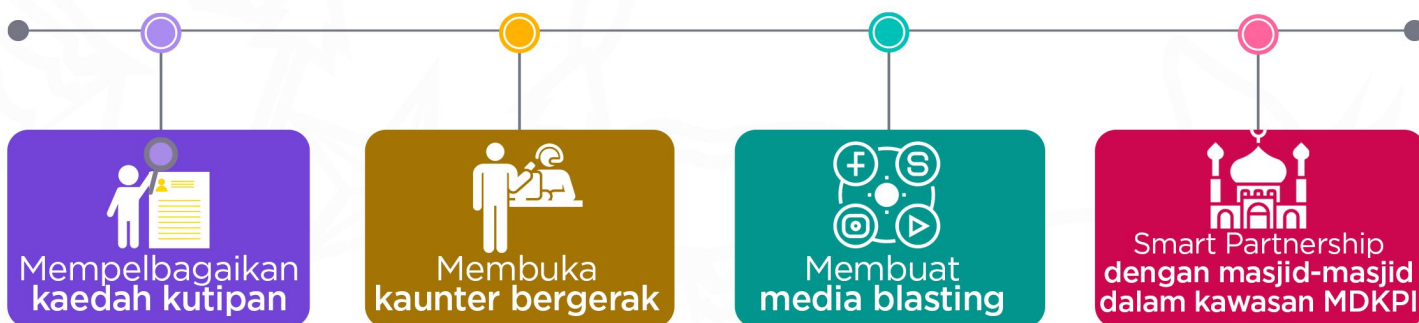 Mempelbagaikan
kaedah kutipan
Membuka
kaunter bergerak
Membuat
media blasting
Smart Partnership
dengan masjid-masjid
dalam kawasan MDKPI